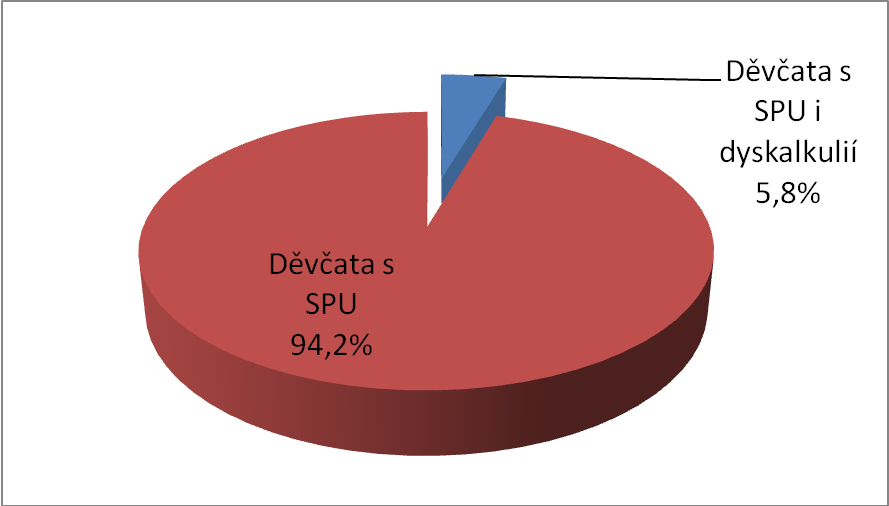 Děvčata s
SPU i
dyskalkulií
5,8%
Děvčata s
SPU
94,2%